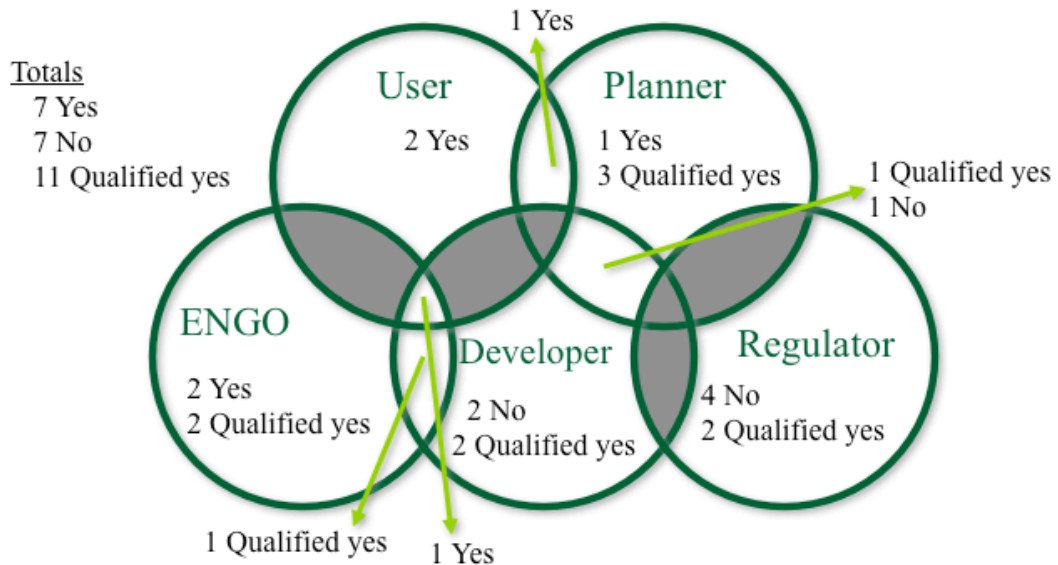 1 Yes
Totals
7 Yes
7 No
11 Qualified yes
User
2 Yes
Planner
1 Yes
3 Qualified yes
1 Qualified yes
1 No
ENGO
2 Yes
2 Qualified yes
Developer
2 No
2 Qualified yes
Regulator
4 No
2 Qualified yes
1 Qualified yes
1 Yes